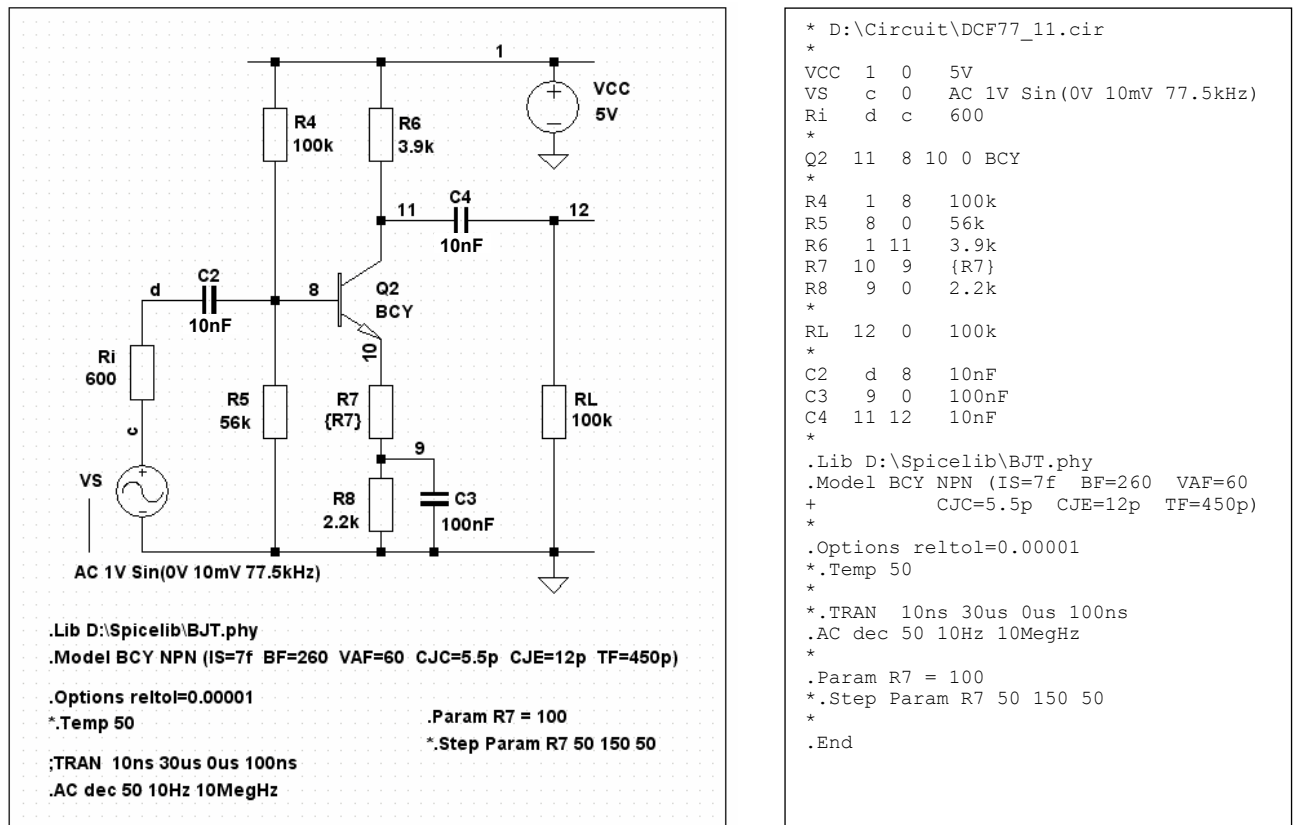 1
VCC
5V
R4
100k
R6
3.9k
C4
11
12
10nF
C2
d
8
Q2
BCY
10nF
10
Ri
600
R5
56k
R7
{R7}
RL
100k
c
9
VS
R8
2.2k
C3
100nF
AC 1V Sin(0V 10mV 77.5kHz)
.Lib D:\Spicelib\BJT.phy
.Model BCY NPN (IS=7f BF=260 VAF=60 CJC=5.5p CJE=12p TF=450p)
.Options reltol=0.00001
*.Temp 50
.Param R7 = 100
*.Step Param R7 50 150 50
;TRAN 10ns 30us 0us 100ns
.AC dec 50 10Hz 10MegHz
* D:\Circuit\DCF77_11.cir
*
VCC 1 0 5V
VS c 0 AC 1V Sin(0V 10mV 77.5kHz)
Ri d c 600
*
Q2 11 8 10 0 BCY
*
R4 1 8 100k
R5 8 0 56k
R6 1 11 3.9k
R7 10 9 {R7}
R8 9 0 2.2k
*
RL 12 0 100k
*
C2 d 8 10nF
C3 9 0 100nF
C4 11 12 10nF
*
.Lib D:\Spicelib\BJT.phy
.Model BCY NPN (IS=7f BF=260 VAF=60
+ CJC=5.5p CJE=12p TF=450p)
*
.Options reltol=0.00001
*.Temp 50
*
*.TRAN 10ns 30us 0us 100ns
.AC dec 50 10Hz 10MegHz
*
.Param R7 = 100
*.Step Param R7 50 150 50
*
.End